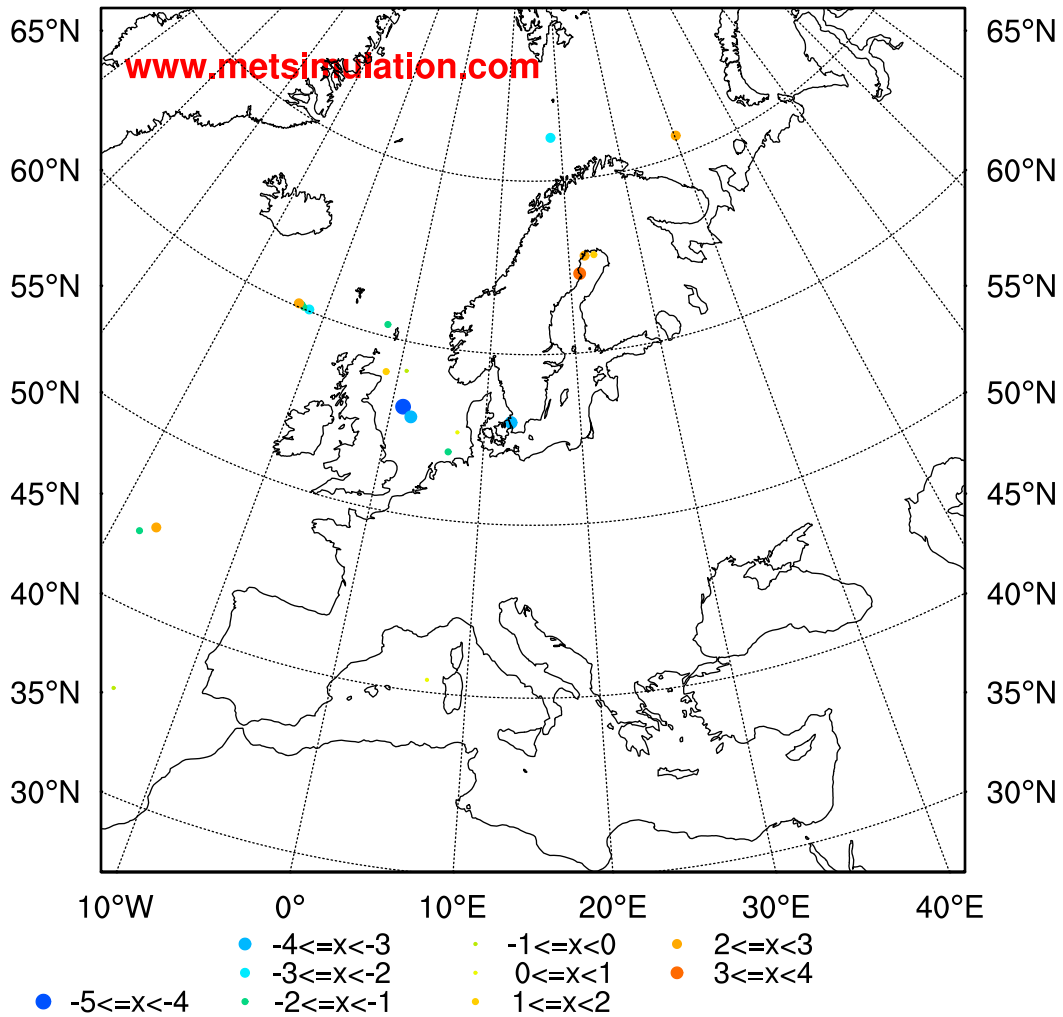 65°N 65°N
www.metsimulation.com
60°N 60°N
55°N 55°N
50°N 50°N
45°N 45°N
40°N 40°N
35°N 35°N
30°N 30°N
10°W 0° 10°E 20°E 30°E 40°E
-4<=x<-3 -1<=x<0 2<=x<3
-3<=x<-2 0<=x<1 3<=x<4
-5<=x<-4 -2<=x<-1 1<=x<2